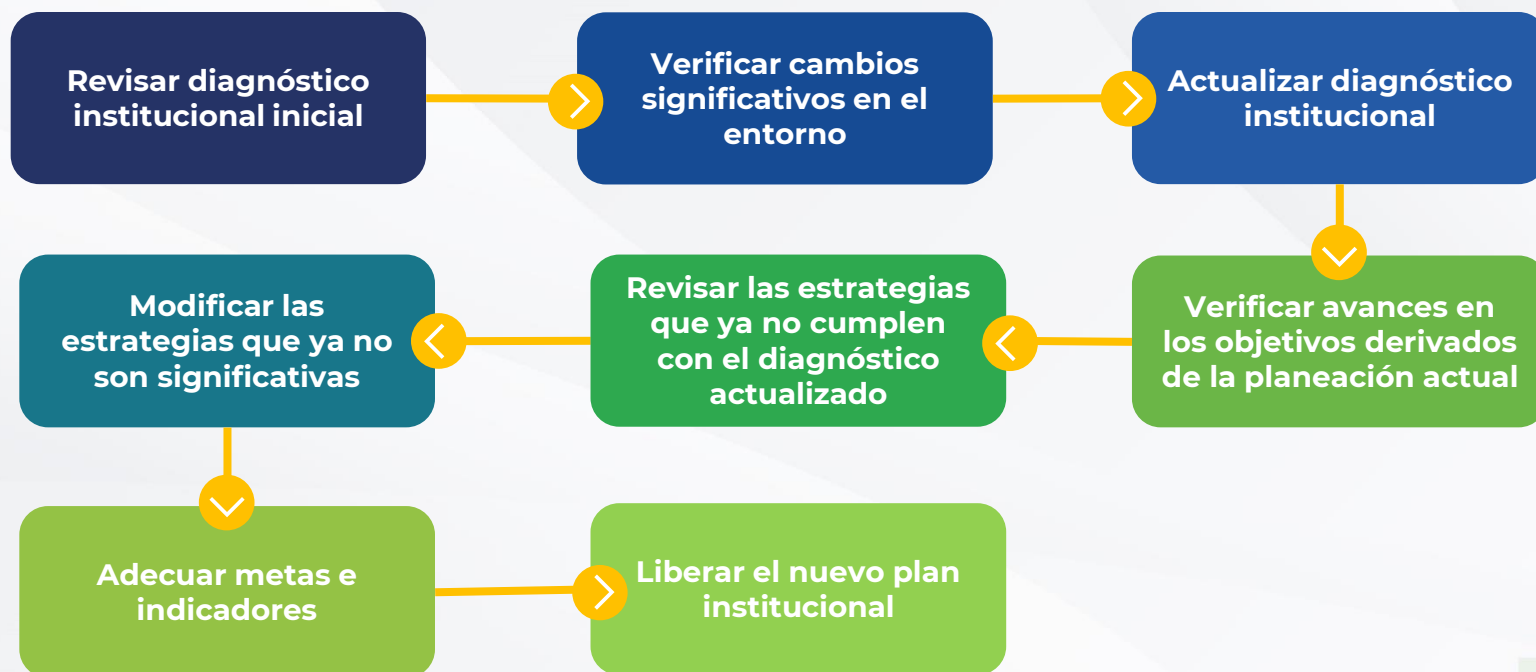 Revisar diagnóstico
institucional inicial
Verificar cambios
significativos en el
entorno
Actualizar diagnóstico
institucional
Verificar avances en
los objetivos derivados
de la planeación actual
Revisar las estrategias
que ya no cumplen
con el diagnóstico
actualizado
Modificar las
estrategias que ya no
son significativas
Adecuar metas e
indicadores
Liberar el nuevo plan
institucional